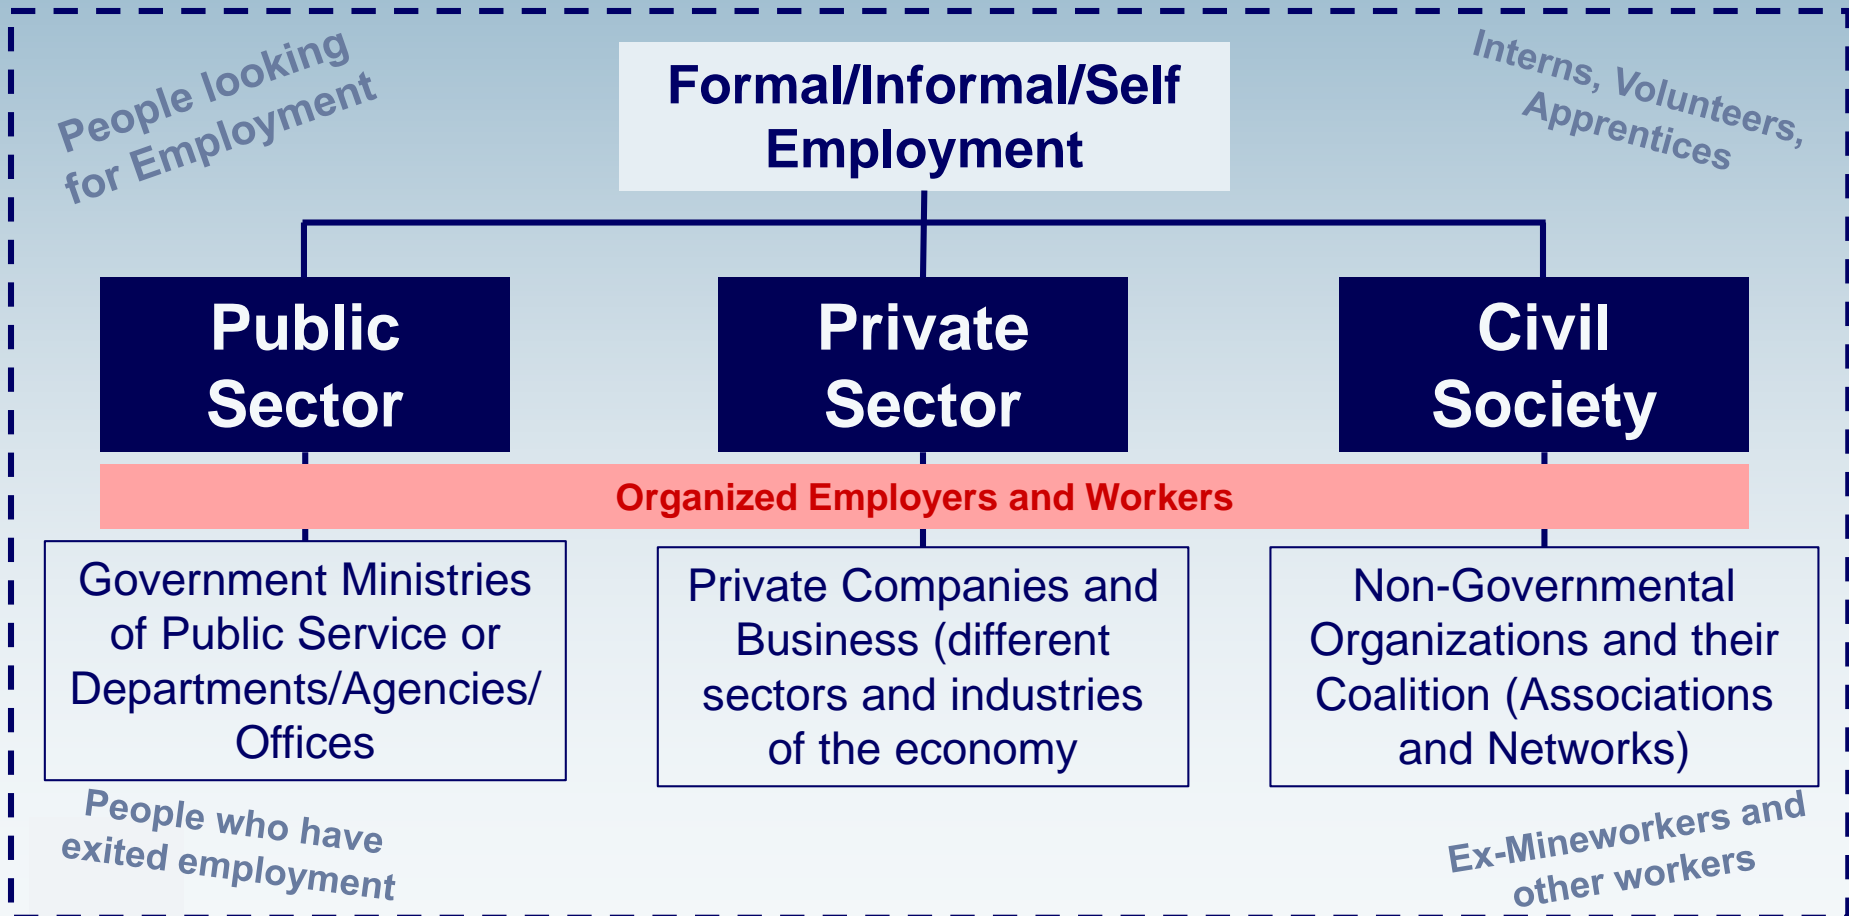 People looking
for Employment
Formal/Informal/Self
Employment
Interns, Volunteers,
Apprentices
Public
Sector
Private
Sector
Civil
Society
Organized Employers and Workers
Government Ministries
of Public Service or
Departments/Agencies/
Offices
Private Companies and
Business (different
sectors and industries
of the economy
Non-Governmental
Organizations and their
Coalition (Associations
and Networks)
People who have
exited employment
Ex-Mineworkers and
other workers